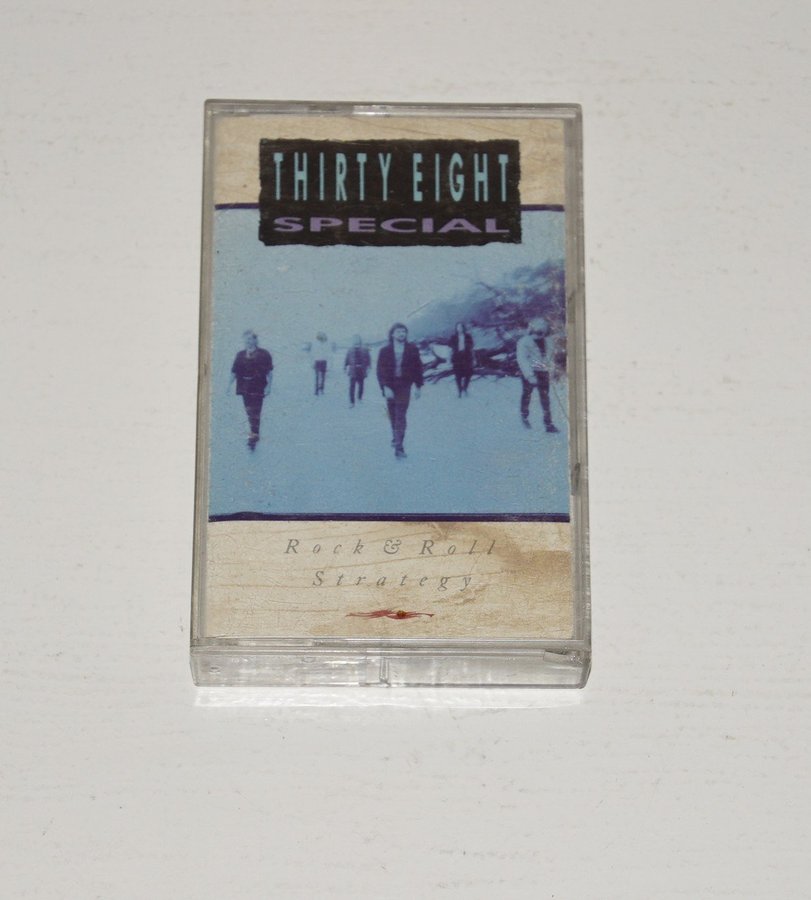 THIRTY EIGHT
SPECIAL
Rock & Roll
Strategy